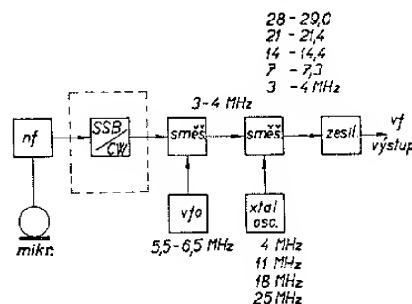 28 - 29,0
21 - 21,4
14 - 14,4
7 - 7,3
3 - 4 MHz
3-4 MHz
nf
SSB/CW
směš.
směš.
zesil
vf
výstup
mikr.
vfo
xtal
osc.
5,5-6,5 MHz
4 MHz
11 MHz
18 MHz
25 MHz